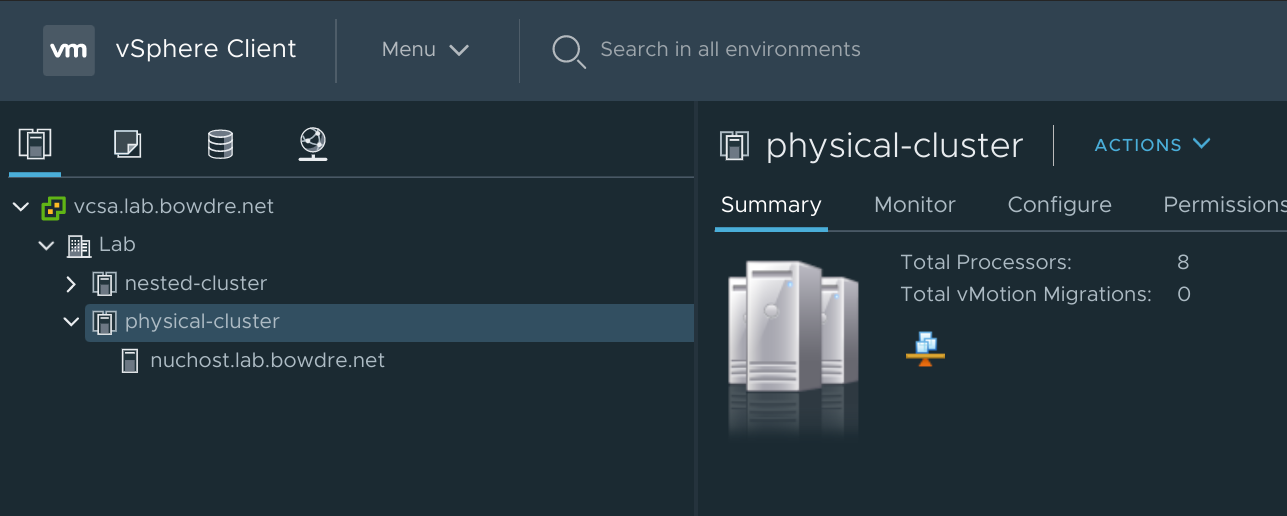 vm vSphere Client Menu Search in all environments
vcsa.lab.bowdre.net
Lab
nested-cluster
physical-cluster
nuchost.lab.bowdre.net
physical-cluster ACTIONS
Summary Monitor Configure Permissions
Total Processors: 8
Total vMotion Migrations: 0